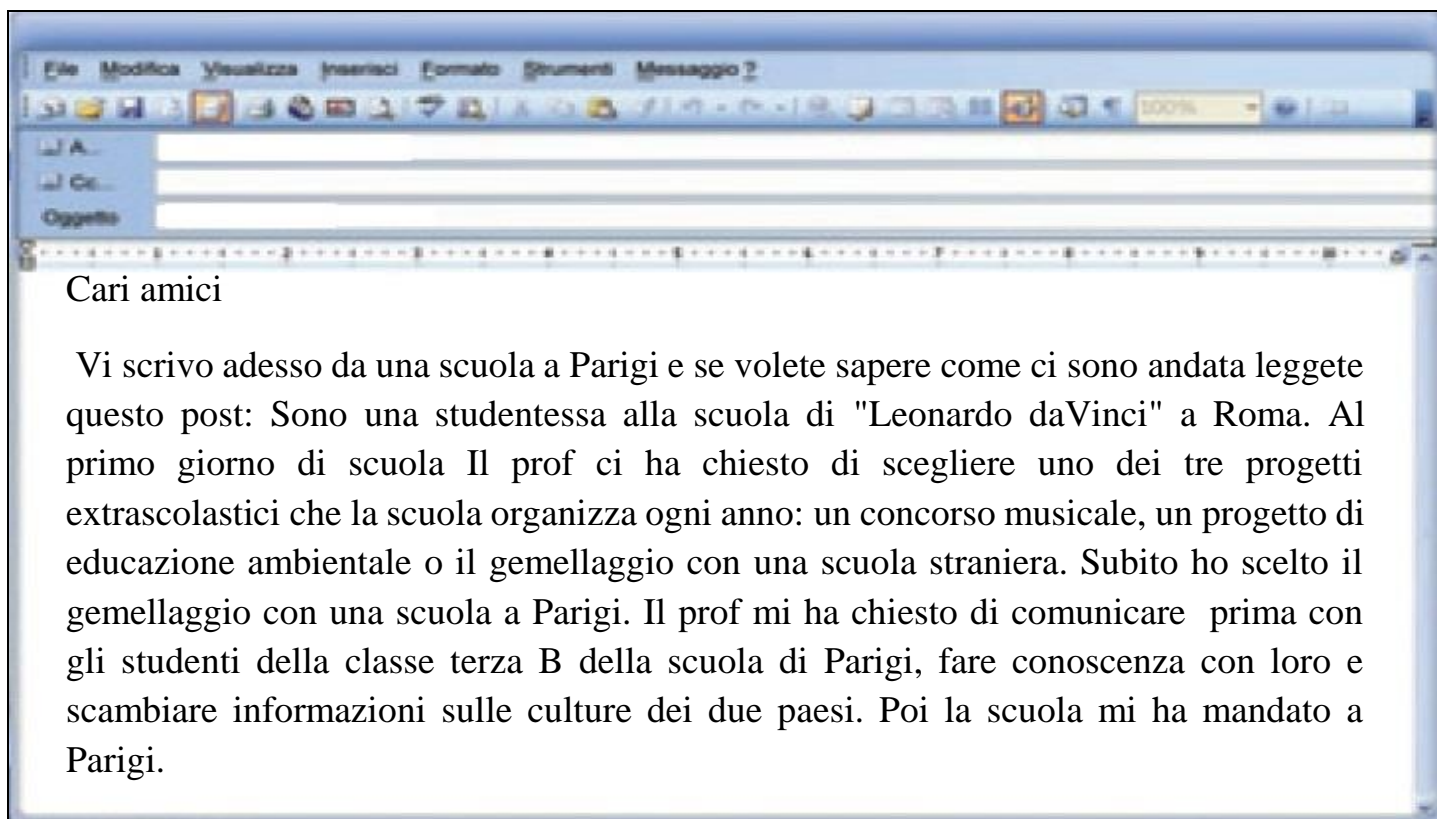 File Modifica Visualizza Inserisci Formato Strumenti Messaggio ?
100%
A...
Cc...
Oggetto
Cari amici
Vi scrivo adesso da una scuola a Parigi e se volete sapere come ci sono andata leggete
questo post: Sono una studentessa alla scuola di "Leonardo daVinci" a Roma. Al
primo giorno di scuola Il prof ci ha chiesto di scegliere uno dei tre progetti
extrascolastici che la scuola organizza ogni anno: un concorso musicale, un progetto di
educazione ambientale o il gemellaggio con una scuola straniera. Subito ho scelto il
gemellaggio con una scuola a Parigi. Il prof mi ha chiesto di comunicare prima con
gli studenti della classe terza B della scuola di Parigi, fare conoscenza con loro e
scambiare informazioni sulle culture dei due paesi. Poi la scuola mi ha mandato a
Parigi.